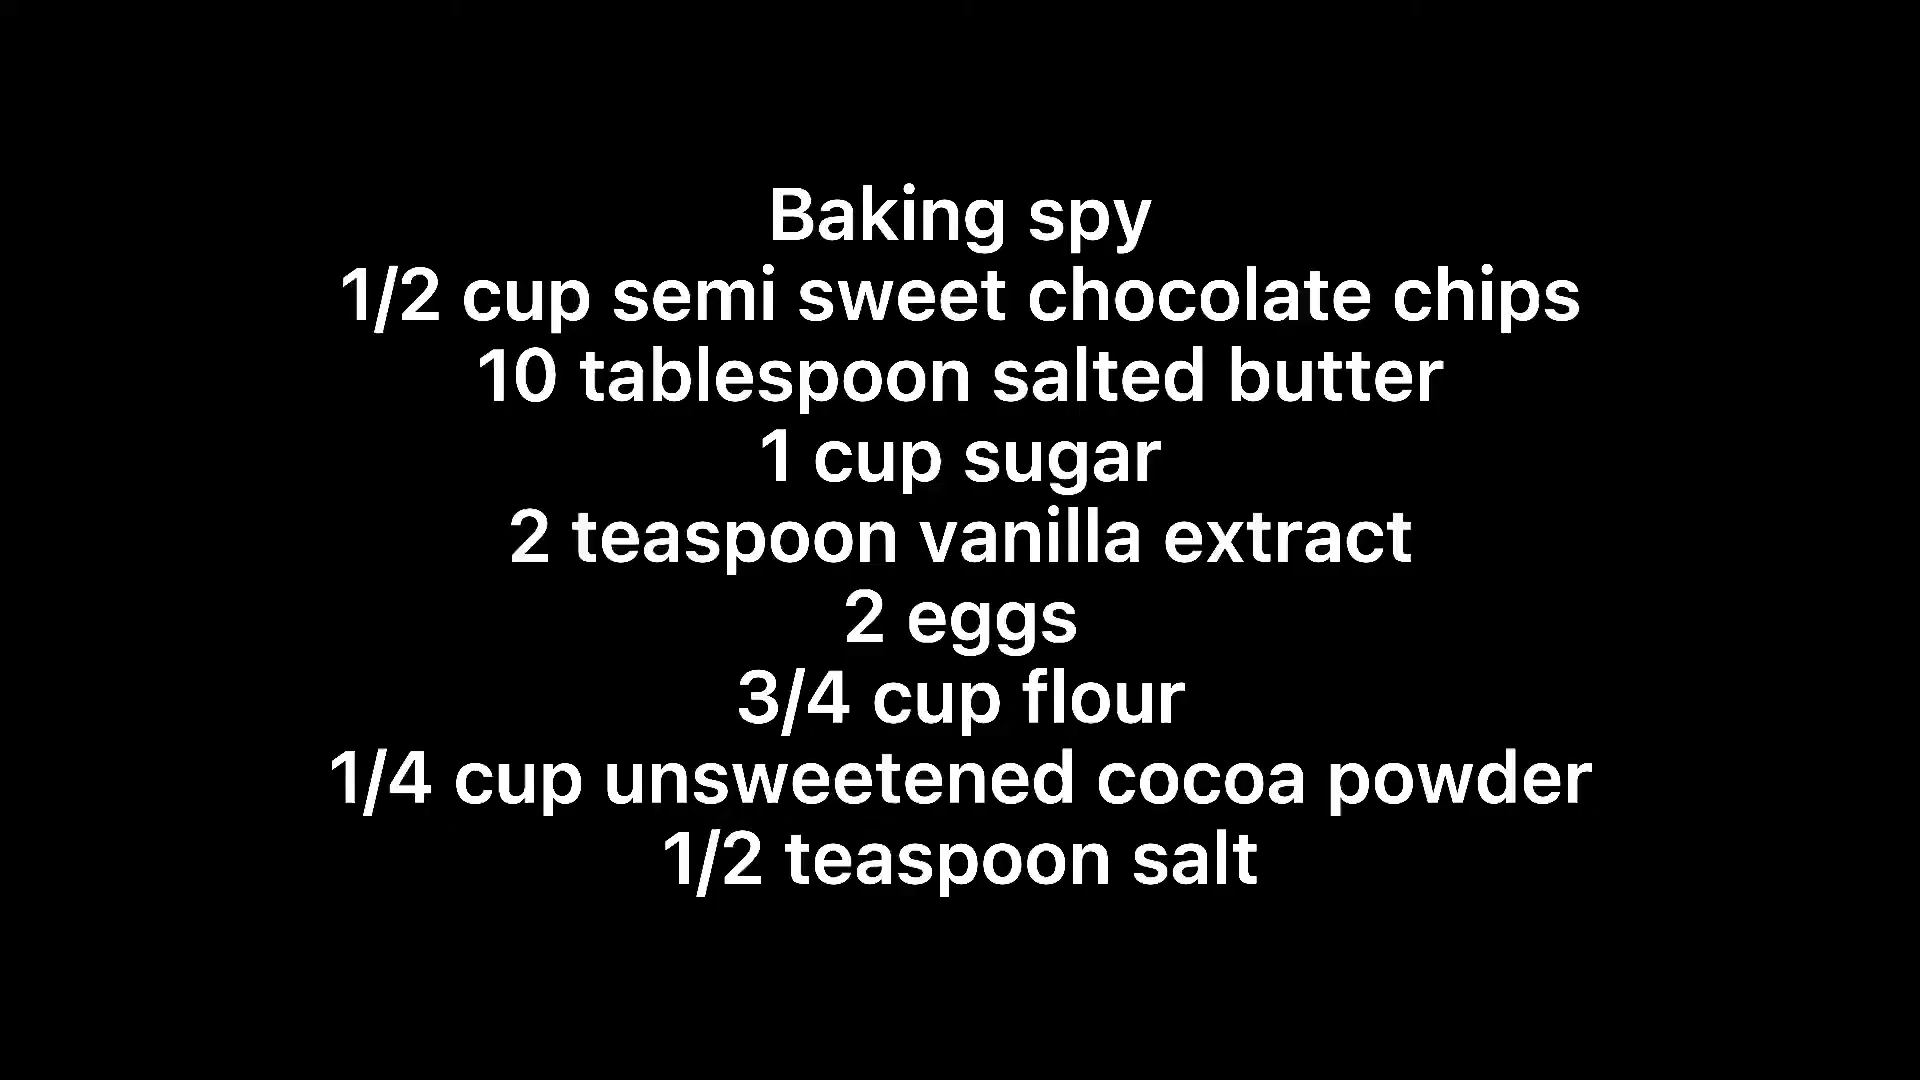 Baking spy
1/2 cup semi sweet chocolate chips
10 tablespoon salted butter
1 cup sugar
2 teaspoon vanilla extract
2 eggs
3/4 cup flour
1/4 cup unsweetened cocoa powder
1/2 teaspoon salt